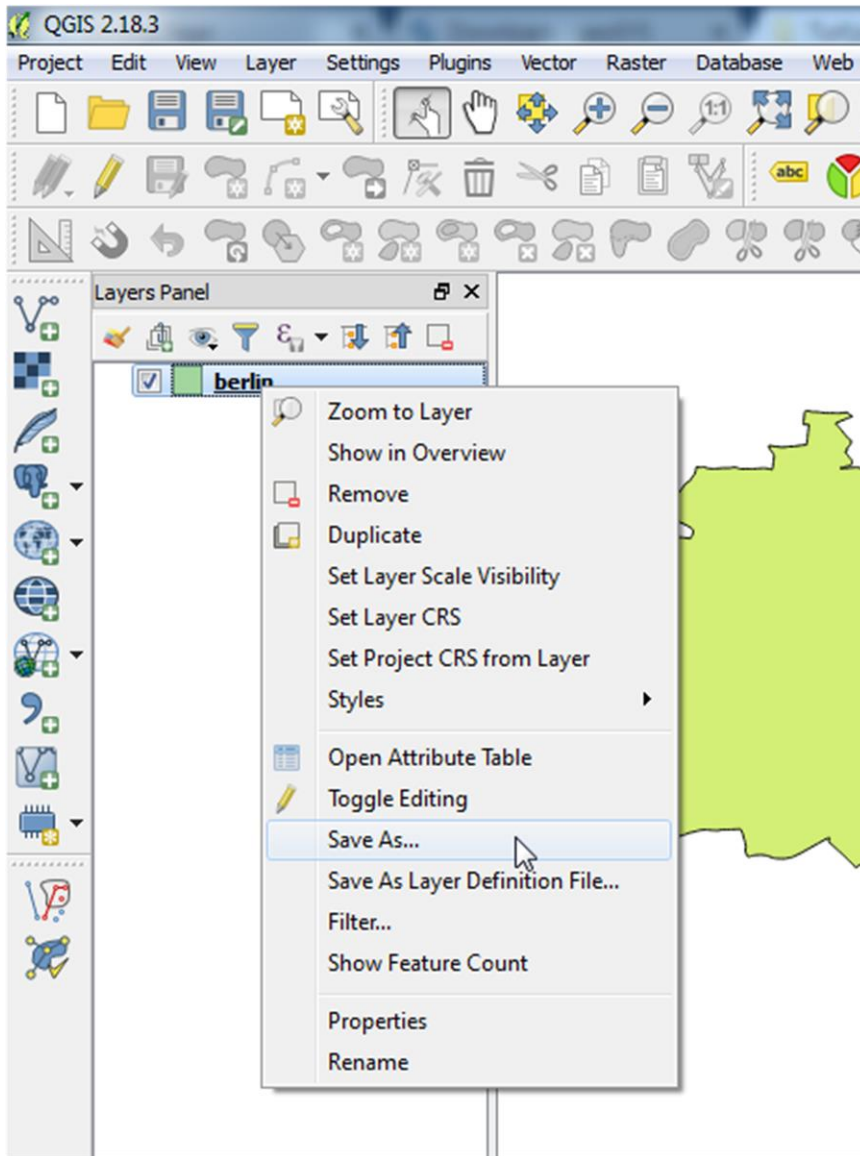 QGIS 2.18.3
Project Edit View Layer Settings Plugins Vector Raster Database Web
1:1
abc
Layers Panel
berlin
Zoom to Layer
Show in Overview
Remove
Duplicate
Set Layer Scale Visibility
Set Layer CRS
Set Project CRS from Layer
Styles
Open Attribute Table
Toggle Editing
Save As...
Save As Layer Definition File...
Filter...
Show Feature Count
Properties
Rename